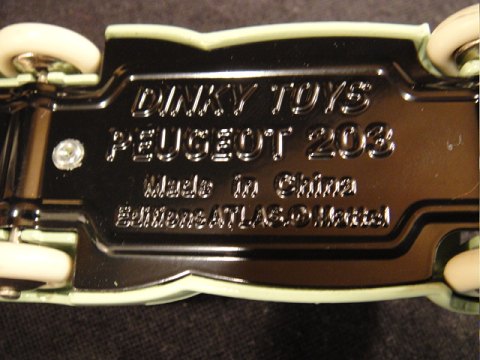 DINKY TOYS
PEUGEOT 203
Made in China
Editions ATLAS.© Mattel